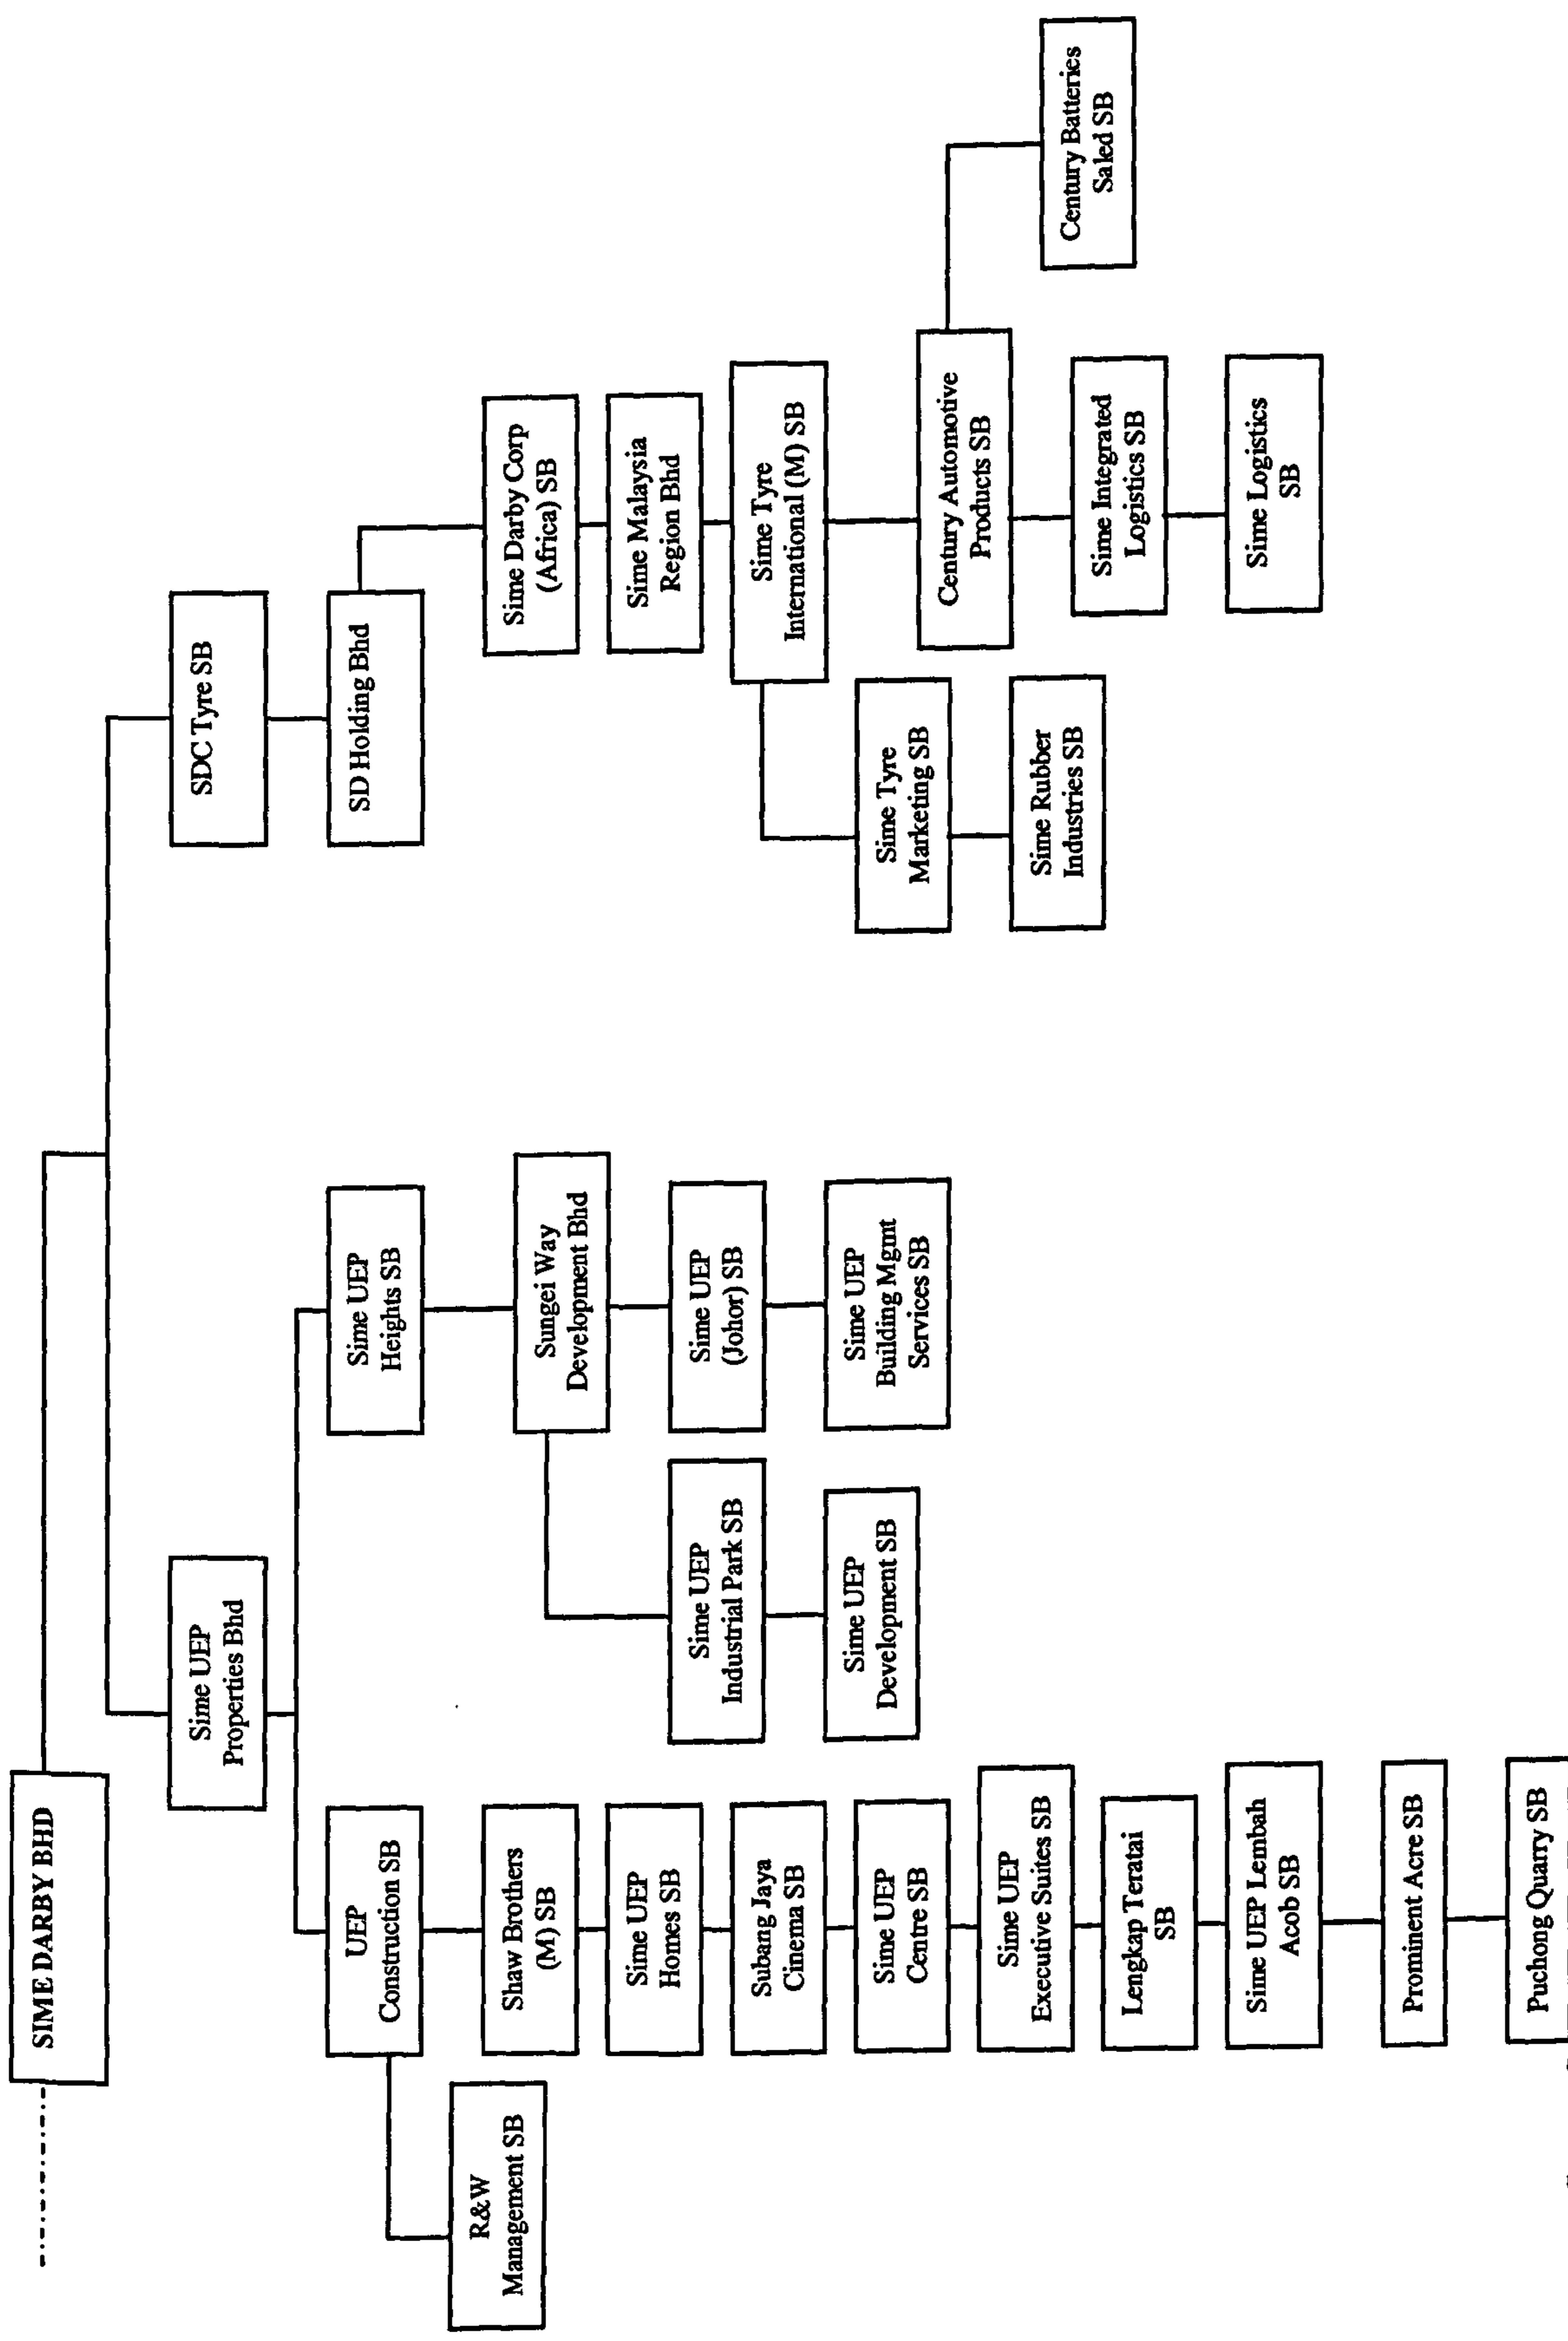 SIME DARBY BHD
Sime UEP
Properties Bhd
SDC Tyre SB
UEP
Construction SB
Sime UEP
Heights SB
SD Holding Bhd
R&W
Management SB
Shaw Brothers
(M) SB
Sungei Way
Development Bhd
Sime Darby Corp
(Africa) SB
Sime UEP
Homes SB
Sime UEP
Industrial Park SB
Sime UEP
(Johor) SB
Sime Malaysia
Region Bhd
Subang Jaya
Cinema SB
Sime Tyre
International (M) SB
Sime UEP
Centre SB
Sime UEP
Development SB
Sime UEP
Building Mgmt
Services SB
Sime Tyre
Marketing SB
Century Automotive
Products SB
Sime UEP
Executive Suites SB
Sime Rubber
Industries SB
Century Batteries
Saled SB
Lengkap Teratai
SB
Sime Integrated
Logistics SB
Sime UEP Lembah
Acob SB
Sime Logistics
SB
Prominent Acre SB
Puchong Quarry SB